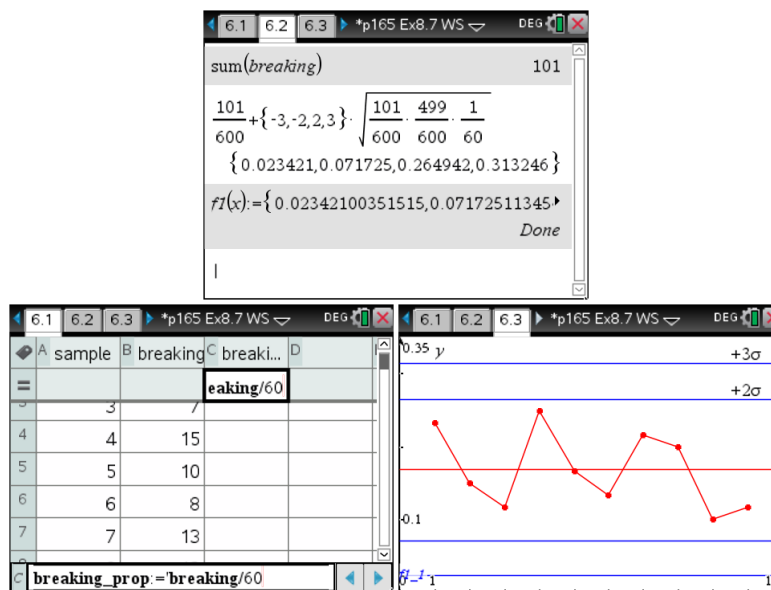 6.1 6.2 6.3 *p165 Ex8.7 WS DEG
sum(breaking) 101
101/600+{-3,-2,2,3}·√(101/600·499/600·1/60)
{0.023421,0.071725,0.264942,0.313246}
f1(x):={0.02342100351515,0.07172511345
Done
6.1 6.2 6.3 *p165 Ex8.7 WS DEG
A sample B breaking C breaki... D
= eaking/60
3 7
4 4 15
5 5 10
6 6 8
7 7 13
C breaking_prop:='breaking/60
6.1 6.2 6.3 *p165 Ex8.7 WS DEG
0.35 y
+3σ
+2σ
0.1
f1_1
0 1 1